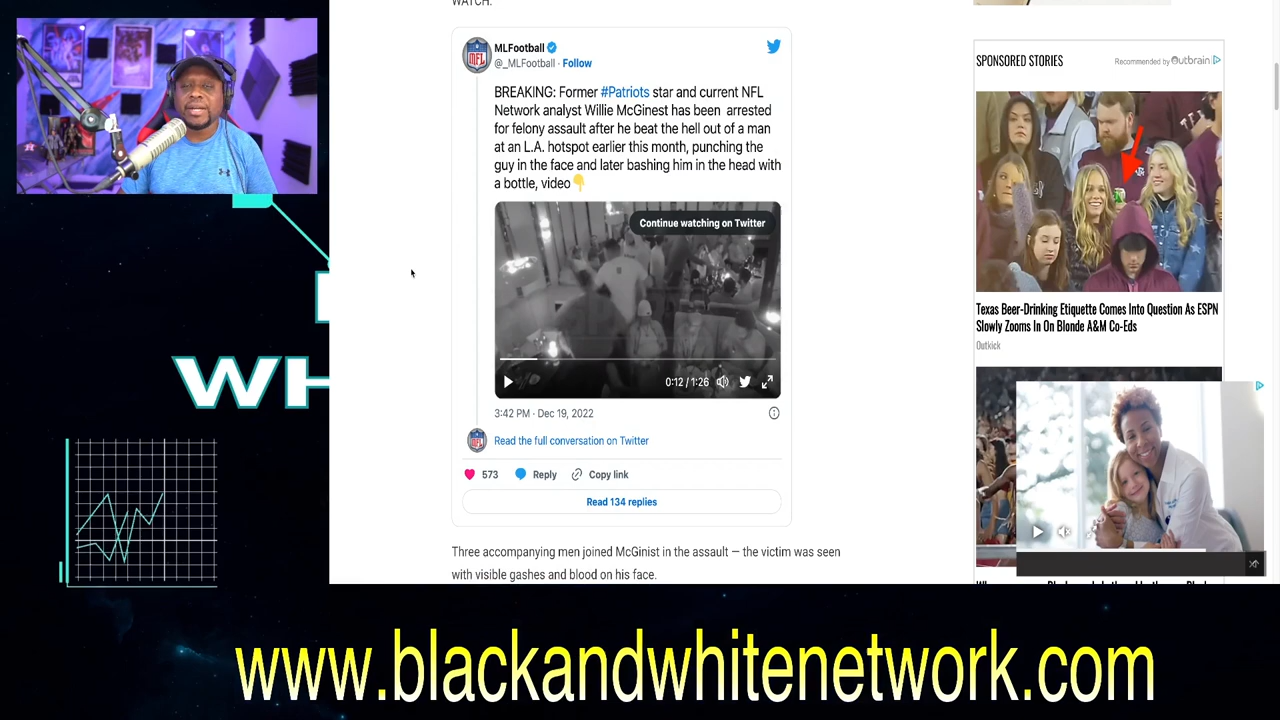 WATCH:
MLFootball
@_MLFootball · Follow
BREAKING: Former #Patriots star and current NFL
Network analyst Willie McGinest has been arrested
for felony assault after he beat the hell out of a man
at an L.A. hotspot earlier this month, punching the
guy in the face and later bashing him in the head with
a bottle, video👇
Continue watching on Twitter
0:12 / 1:26
3:42 PM · Dec 19, 2022
Read the full conversation on Twitter
573 Reply Copy link
Read 134 replies
Three accompanying men joined McGinist in the assault — the victim was seen
with visible gashes and blood on his face.
SPONSORED STORIES
Recommended by Outbrain
Texas Beer-Drinking Etiquette Comes Into Question As ESPN
Slowly Zooms In On Blonde A&M Co-Eds
Outkick
MFL
WH
www.blackandwhitenetwork.com